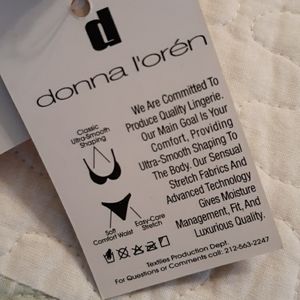 d
donna l'orén
Classic
Ultra-Smooth
Shaping
Soft
Comfort Waist
Easy-Care
Stretch
We Are Committed To
Produce Quality Lingerie.
Our Main Goal Is Your
Comfort, Providing
Ultra-Smooth Shaping To
The Body. Our Sensual
Stretch Fabrics And
Advanced Technology
Gives Moisture
Management, Fit, And
Luxurious Quality.
Textiles Production Dept.
For Questions or Comments call: 212-563-2247